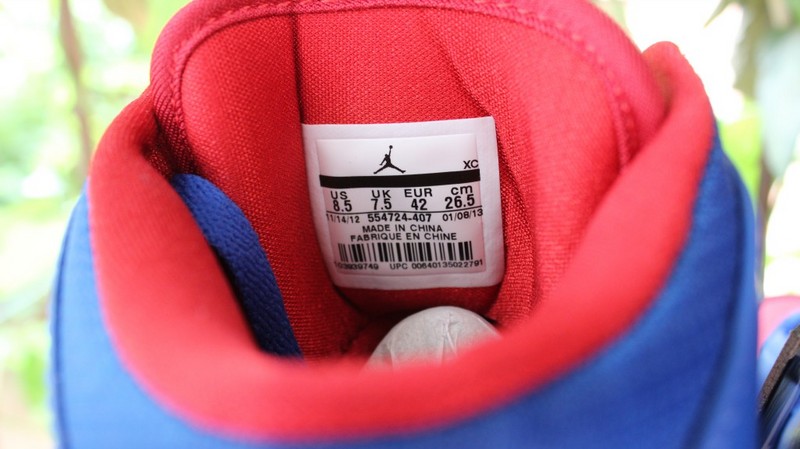 XC
US UK EUR cm
8.5 7.5 42 26.5
11/14/12 554724-407 01/08/13
MADE IN CHINA
FABRIQUE EN CHINE
UPC 00640135022791